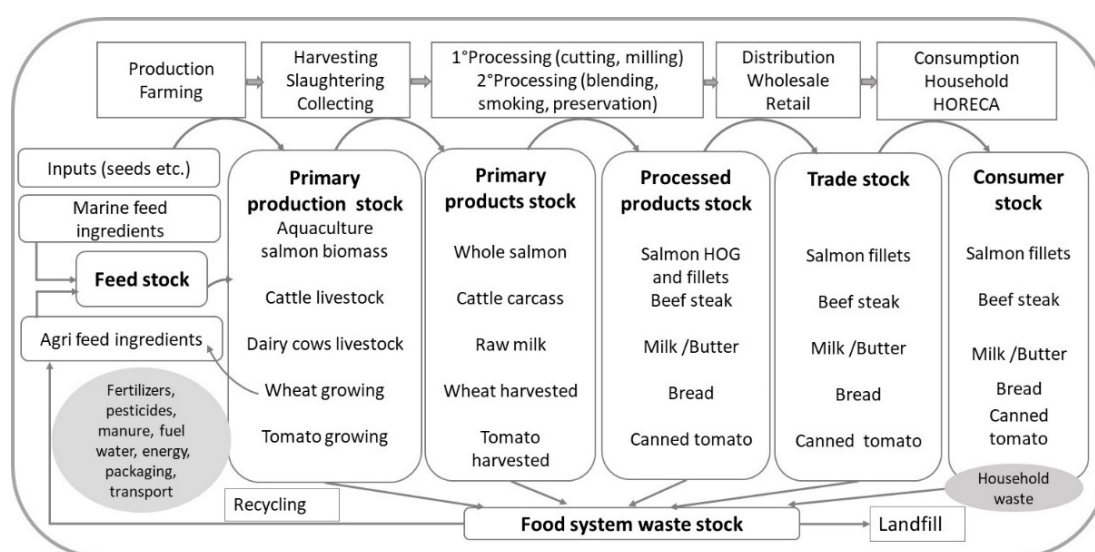 Production
Farming
Harvesting
Slaughtering
Collecting
1°Processing (cutting, milling)
2°Processing (blending,
smoking, preservation)
Distribution
Wholesale
Retail
Consumption
Household
HORECA
Inputs (seeds etc.)
Marine feed
ingredients
Feed stock
Agri feed ingredients
Fertilizers,
pesticides,
manure, fuel
water, energy,
packaging,
transport
Primary
production stock
Aquaculture
salmon biomass
Cattle livestock
Dairy cows livestock
Wheat growing
Tomato growing
Primary
products stock
Whole salmon
Cattle carcass
Raw milk
Wheat harvested
Tomato
harvested
Processed
products stock
Salmon HOG
and fillets
Beef steak
Milk /Butter
Bread
Canned tomato
Trade stock
Salmon fillets
Beef steak
Milk /Butter
Bread
Canned tomato
Consumer
stock
Salmon fillets
Beef steak
Milk /Butter
Bread
Canned
tomato
Household
waste
Recycling
Food system waste stock
Landfill